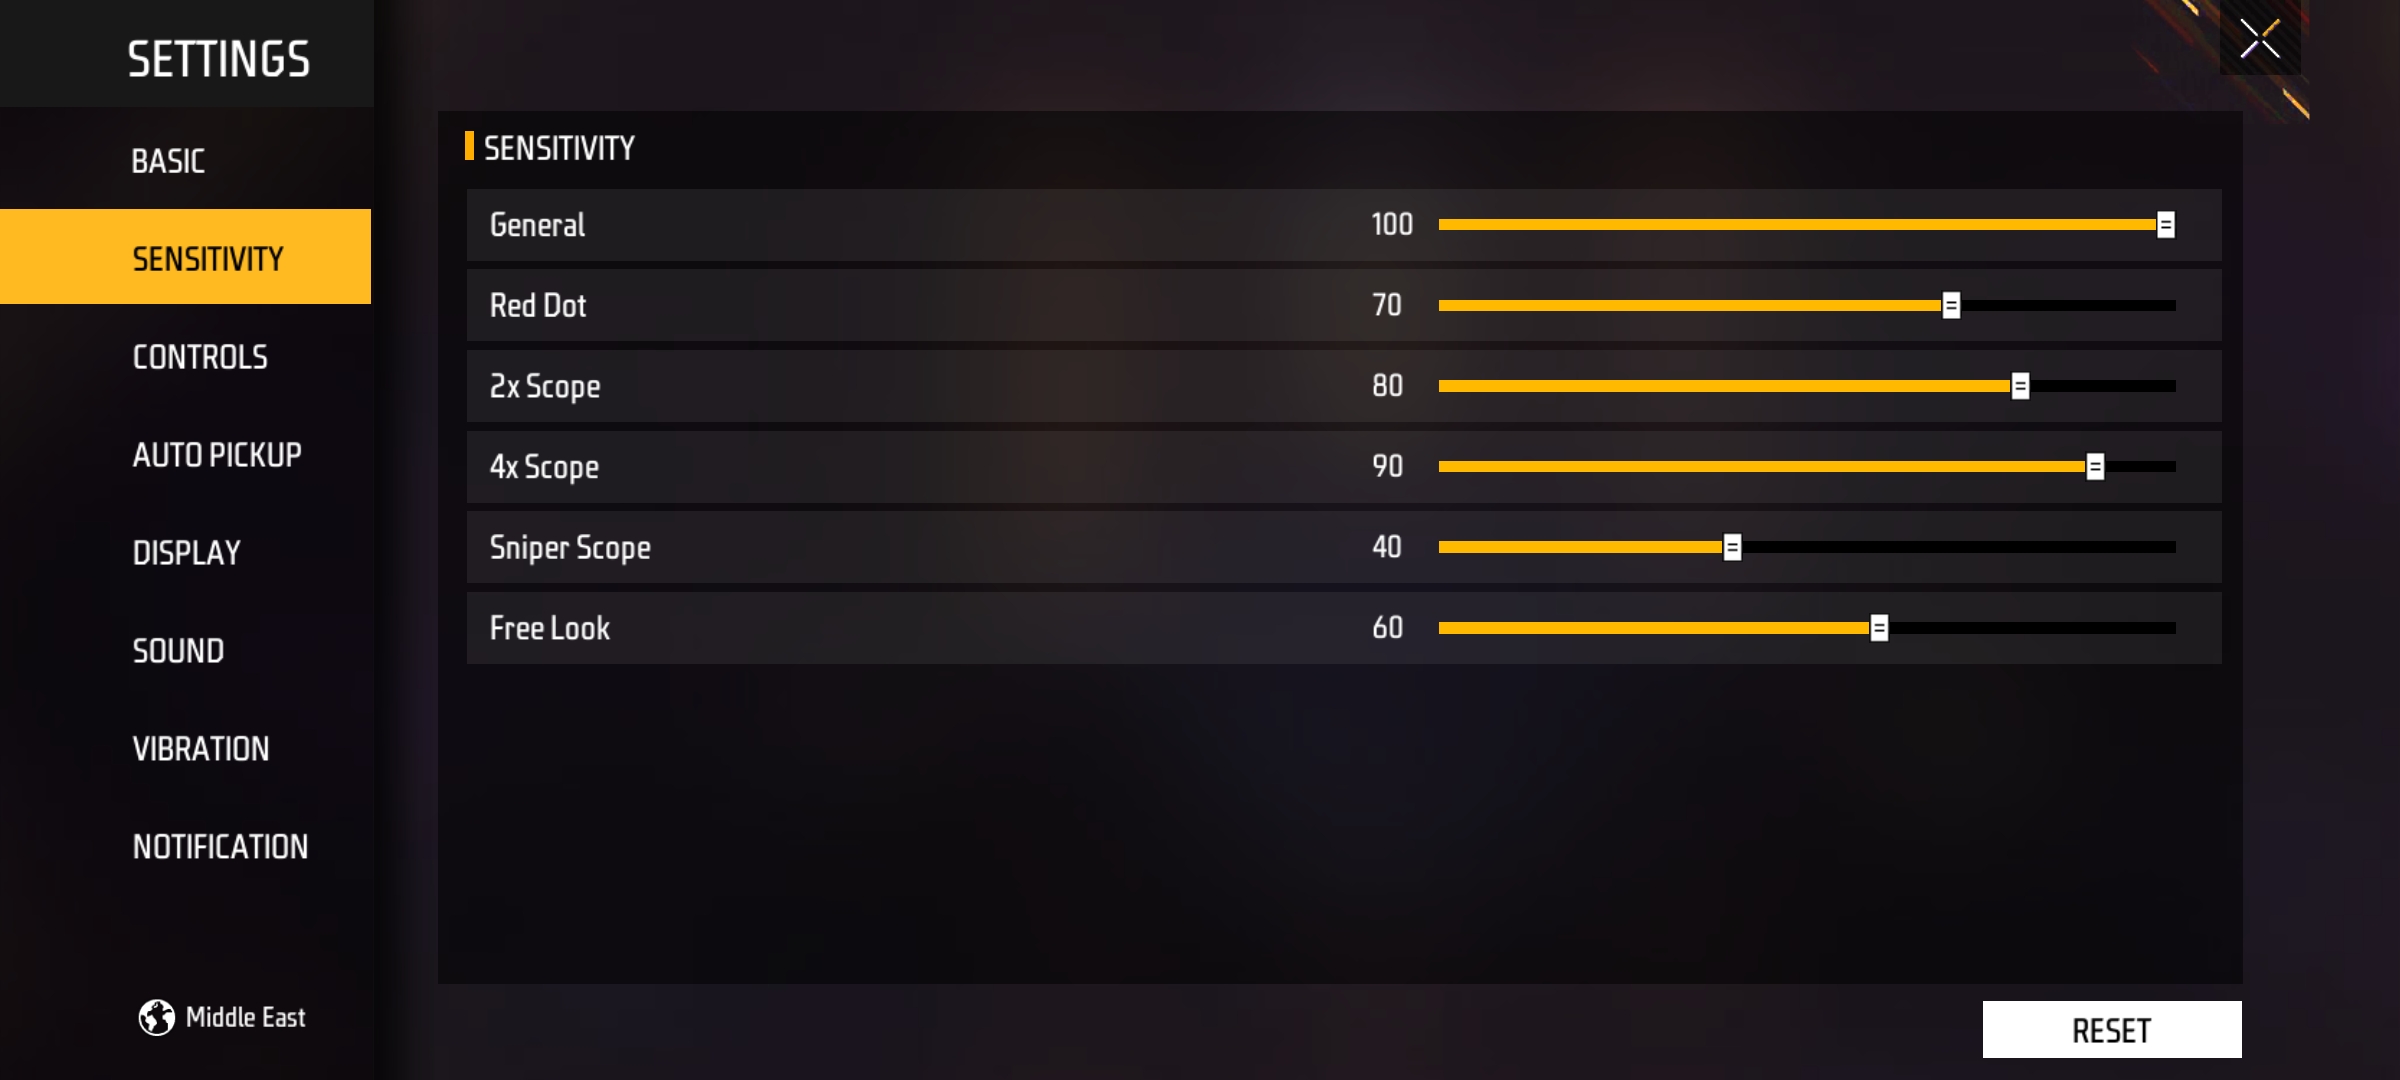 SETTINGS
BASIC
SENSITIVITY
CONTROLS
AUTO PICKUP
DISPLAY
SOUND
VIBRATION
NOTIFICATION
Middle East
SENSITIVITY
General 100
Red Dot 70
2x Scope 80
4x Scope 90
Sniper Scope 40
Free Look 60
RESET